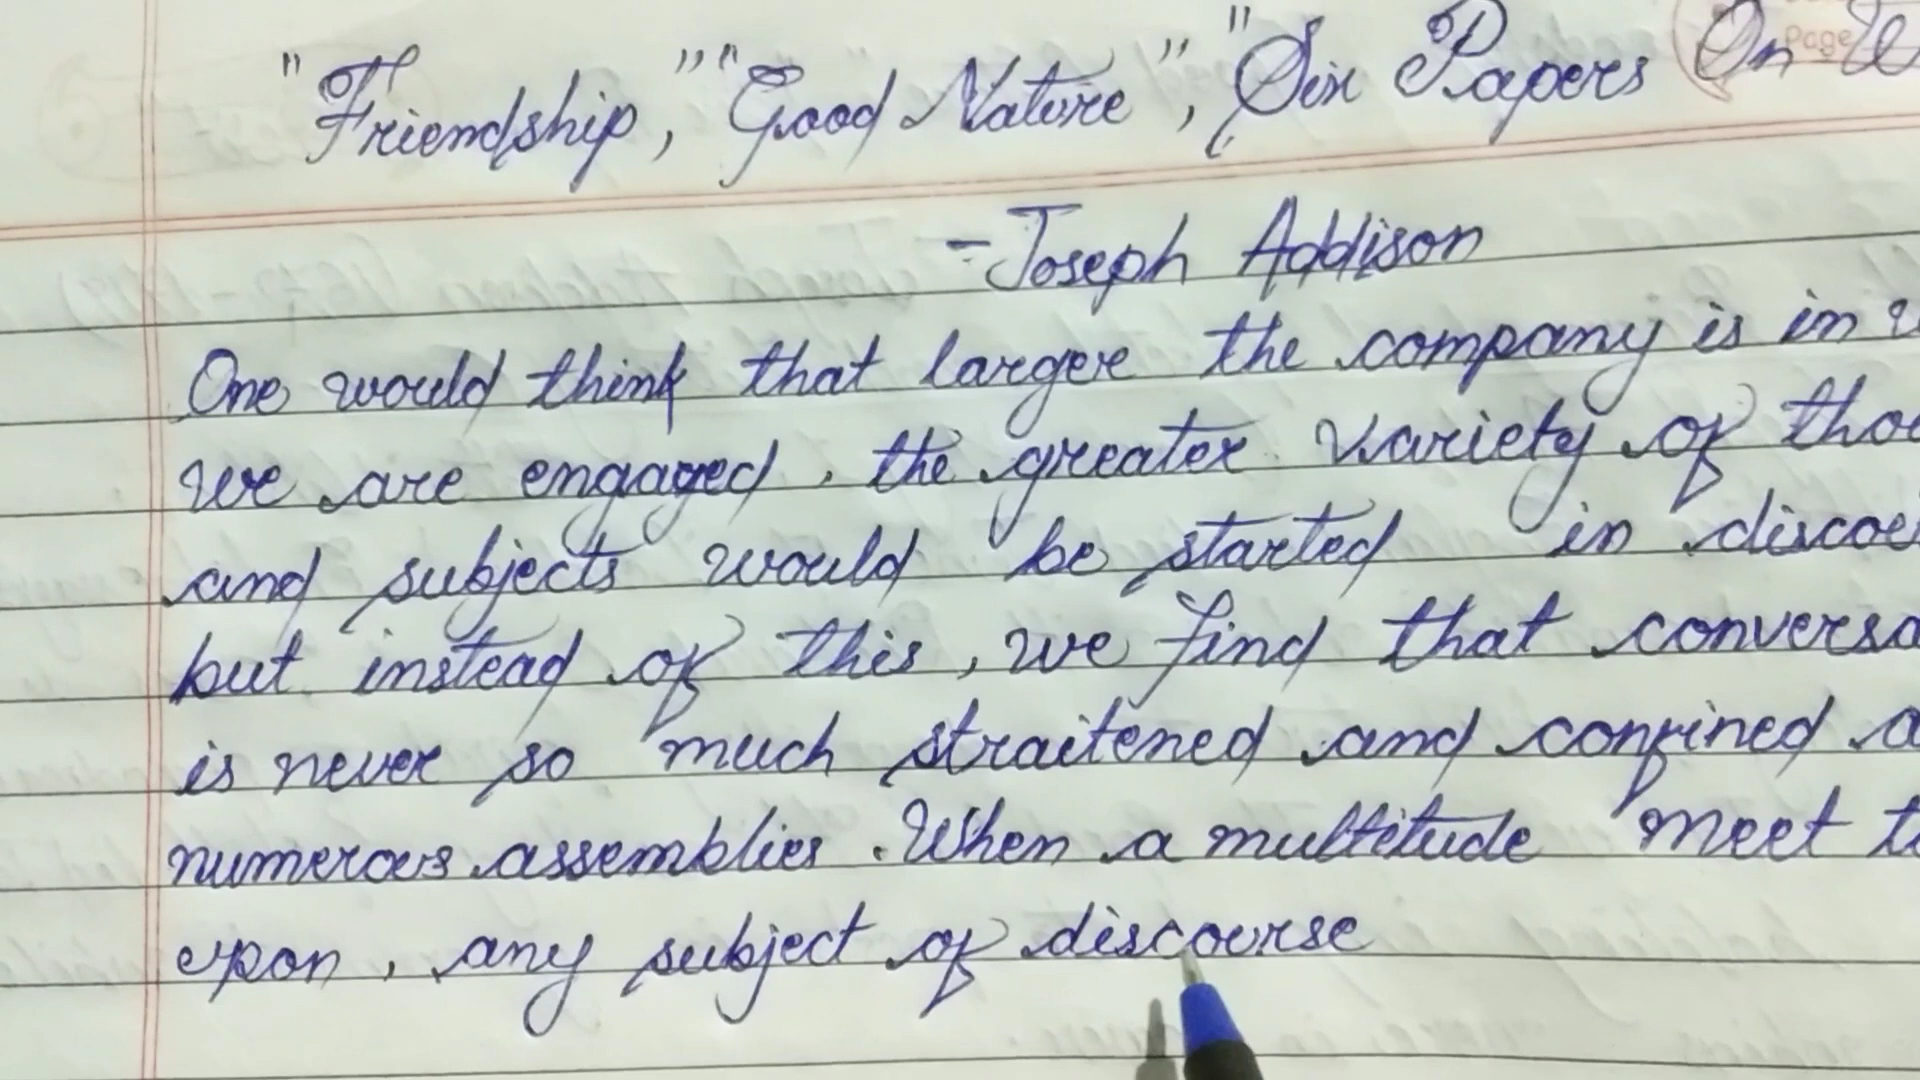 "Friendship," "Good Nature", "Six Papers On
Page
-Joseph Addison
One would think that larger the company is in
we are engaged, the greater variety of
and subjects would be started in
but instead of this, we find that
is never so much straitened and confined
numerous assemblies. When a multitude meet
upon, any subject of discourse